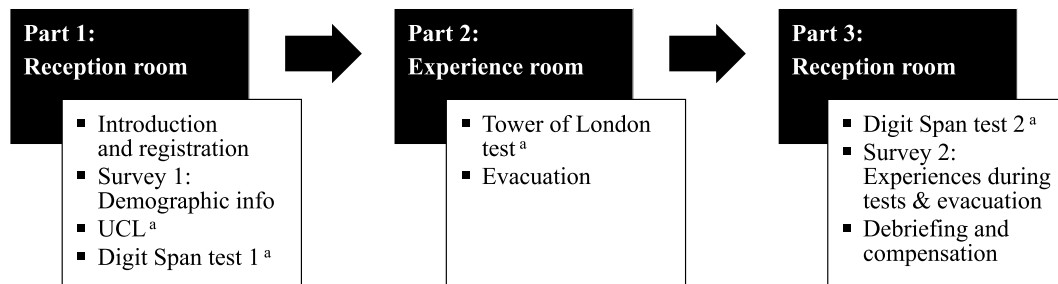 Part 1:
Reception room
▪ Introduction
and registration
▪ Survey 1:
Demographic info
▪ UCL a
▪ Digit Span test 1 a
Part 2:
Experience room
▪ Tower of London
test a
▪ Evacuation
Part 3:
Reception room
▪ Digit Span test 2 a
▪ Survey 2:
Experiences during
tests & evacuation
▪ Debriefing and
compensation